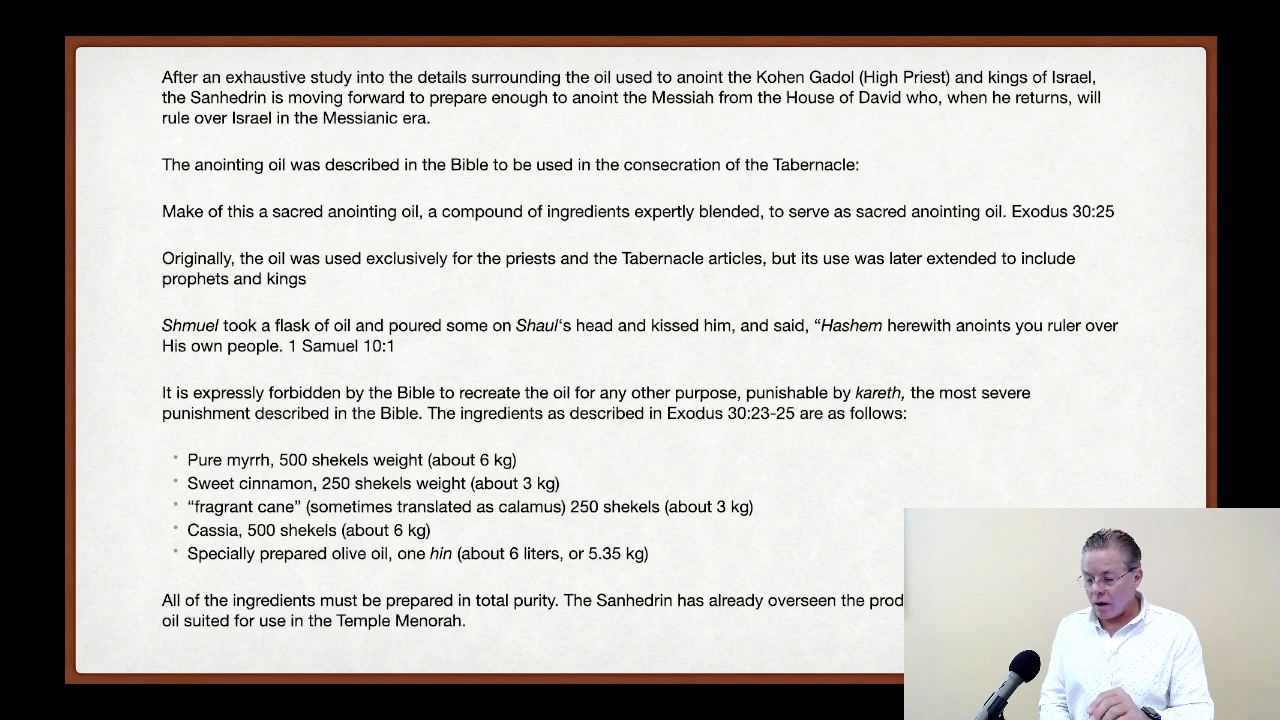 After an exhaustive study into the details surrounding the oil used to anoint the Kohen Gadol (High Priest) and kings of Israel,
the Sanhedrin is moving forward to prepare enough to anoint the Messiah from the House of David who, when he returns, will
rule over Israel in the Messianic era.
The anointing oil was described in the Bible to be used in the consecration of the Tabernacle:
Make of this a sacred anointing oil, a compound of ingredients expertly blended, to serve as sacred anointing oil. Exodus 30:25
Originally, the oil was used exclusively for the priests and the Tabernacle articles, but its use was later extended to include
prophets and kings
Shmuel took a flask of oil and poured some on Shaul‘s head and kissed him, and said, “Hashem herewith anoints you ruler over
His own people. 1 Samuel 10:1
It is expressly forbidden by the Bible to recreate the oil for any other purpose, punishable by kareth, the most severe
punishment described in the Bible. The ingredients as described in Exodus 30:23-25 are as follows:
• Pure myrrh, 500 shekels weight (about 6 kg)
• Sweet cinnamon, 250 shekels weight (about 3 kg)
• “fragrant cane” (sometimes translated as calamus) 250 shekels (about 3 kg)
• Cassia, 500 shekels (about 6 kg)
• Specially prepared olive oil, one hin (about 6 liters, or 5.35 kg)
All of the ingredients must be prepared in total purity. The Sanhedrin has already overseen the
oil suited for use in the Temple Menorah.